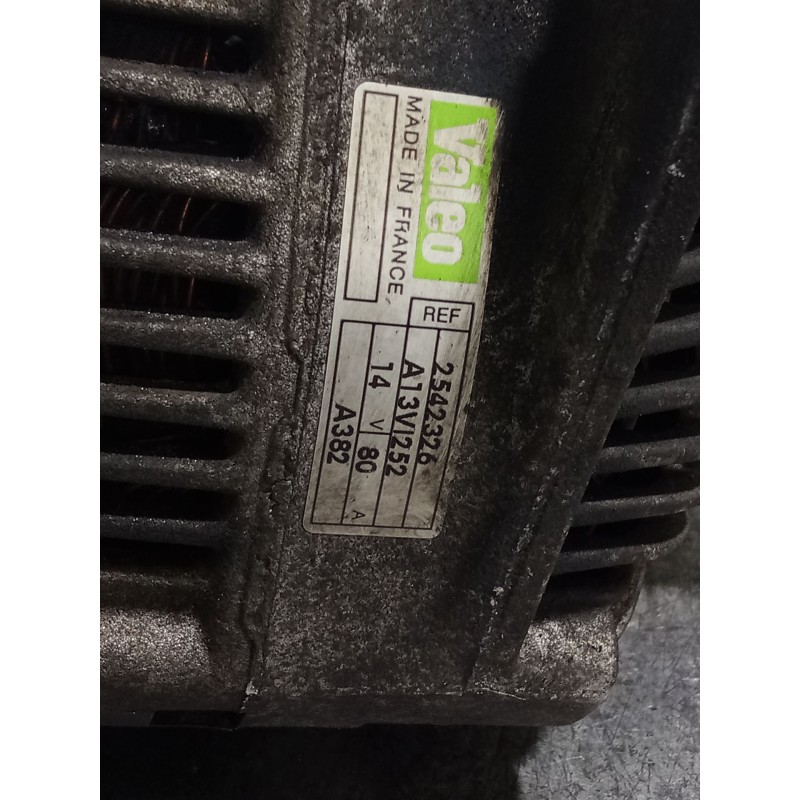 Valeo
MADE IN FRANCE
REF
2542326
A13VI252
14 V 80 A
A382